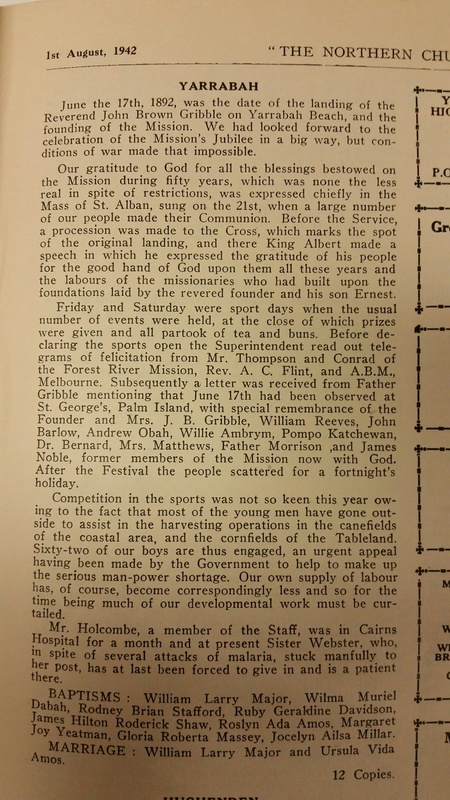 1st August, 1942
" THE NORTHERN CHU
YARRABAH
June the 17th, 1892, was the date of the landing of the
Reverend John Brown Gribble on Yarrabah Beach, and the
founding of the Mission. We had looked forward to the
celebration of the Mission's Jubilee in a big way, but con-
ditions of war made that impossible.
Our gratitude to God for all the blessings bestowed on
the Mission during fifty years, which was none the less
real in spite of restrictions, was expressed chiefly in the
Mass of St. Alban, sung on the 21st, when a large number
of our people made their Communion. Before the Service,
a procession was made to the Cross, which marks the spot
of the original landing, and there King Albert made a
speech in which he expressed the gratitude of his people
for the good hand of God upon them all these years and
the labours of the missionaries who had built upon the
foundations laid by the revered founder and his son Ernest.
Friday and Saturday were sport days when the usual
number of events were held, at the close of which prizes
were given and all partook of tea and buns. Before de-
claring the sports open the Superintendent read out tele-
grams of felicitation from Mr. Thompson and Conrad of
the Forest River Mission, Rev. A. C. Flint, and A.B.M.,
Melbourne. Subsequently a letter was received from Father
Gribble mentioning that June 17th had been observed at
St. George's, Palm Island, with special remembrance of the
Founder and Mrs. J. B. Gribble, William Reeves, John
Barlow, Andrew Obah, Willie Ambrym, Pompo Katchewan,
Dr. Bernard, Mrs. Matthews, Father Morrison ,and James
Noble, former members of the Mission now with God.
After the Festival the people scattered for a fortnight's
holiday.
Competition in the sports was not so keen this year ow-
ing to the fact that most of the young men have gone out-
side to assist in the harvesting operations in the canefields
of the coastal area, and the cornfields of the Tableland.
Sixty-two of our boys are thus engaged, an urgent appeal
having been made by the Government to help to make up
the serious man-power shortage. Our own supply of labour
has, of course, become correspondingly less and so for the
time being much of our developmental work must be cur-
tailed.
Mr. Holcombe, a member of the Staff, was in Cairns
Hospital for a month and at present Sister Webster, who,
in spite of several attacks of malaria, stuck manfully to
her post, has at last been forced to give in and is a patient
there.
BAPTISMS : William Larry Major, Wilma Muriel
Dabah, Rodney Brian Stafford, Ruby Geraldine Davidson,
James Hilton Roderick Shaw, Roslyn Ada Amos, Margaret
Joy Yeatman, Gloria Roberta Massey, Jocelyn Ailsa Millar.
MARRIAGE : William Larry Major and Ursula Vida
Amos.
12 Copies.
Y
HIG
P.O
Gr
M
W
BR